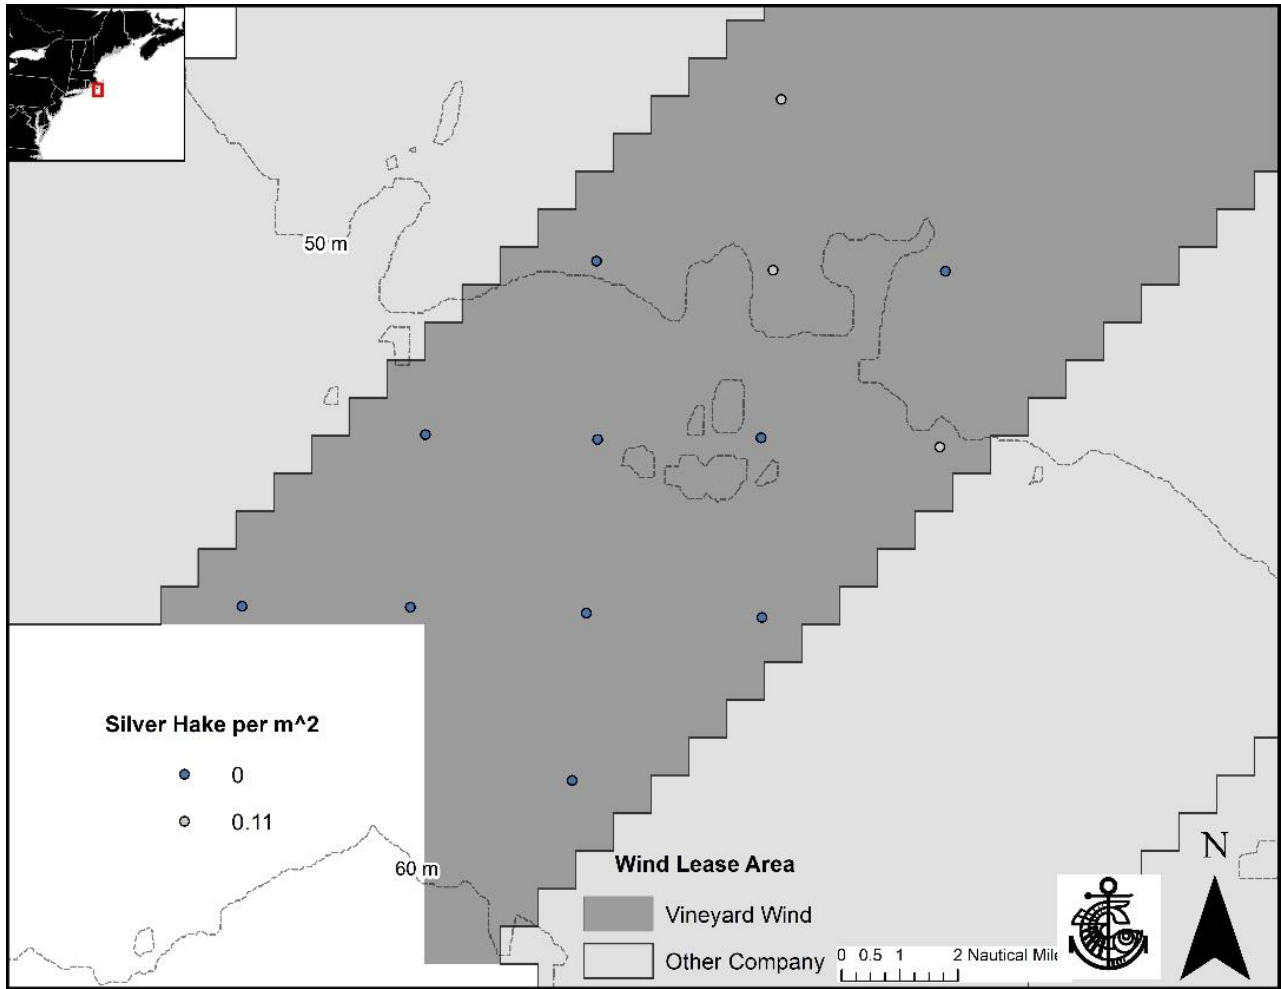 50 m
Silver Hake per m^2
0
0.11
60 m
N
Wind Lease Area
Vineyard Wind
Other Company
0 0.5 1 2 Nautical Mile